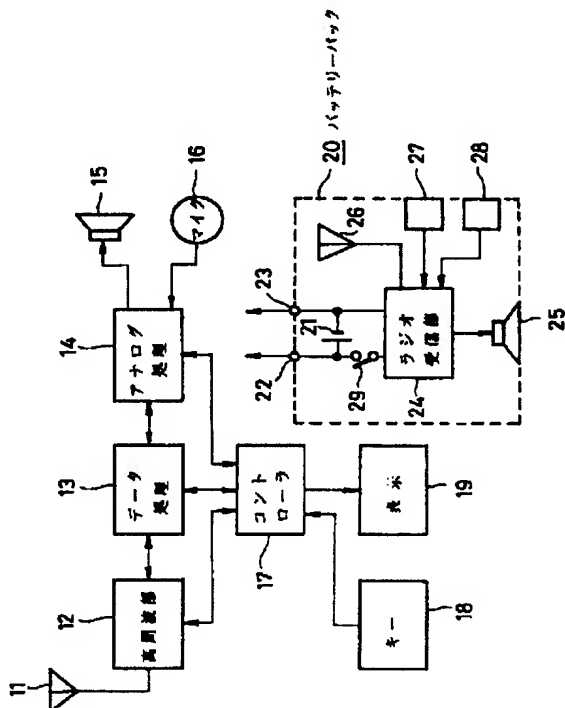 11
12
高周波部
13
データ
処理
14
アナログ
処理
15
16
マイク
17
コント
ローラ
18
キー
19
表示
20 バッテリーパック
21
22
23
24
ラジオ
受信部
25
26
27
28
29